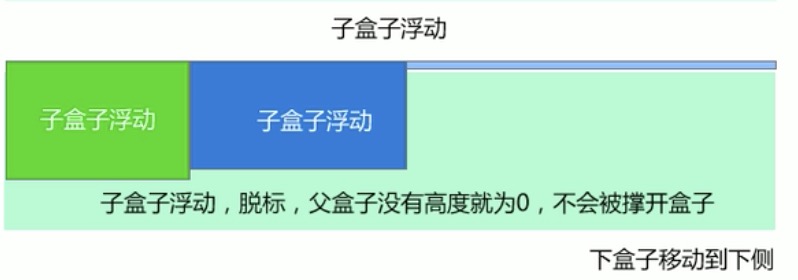 子盒子浮动
子盒子浮动
子盒子浮动
子盒子浮动，脱标，父盒子没有高度就为0，不会被撑开盒子
下盒子移动到下侧